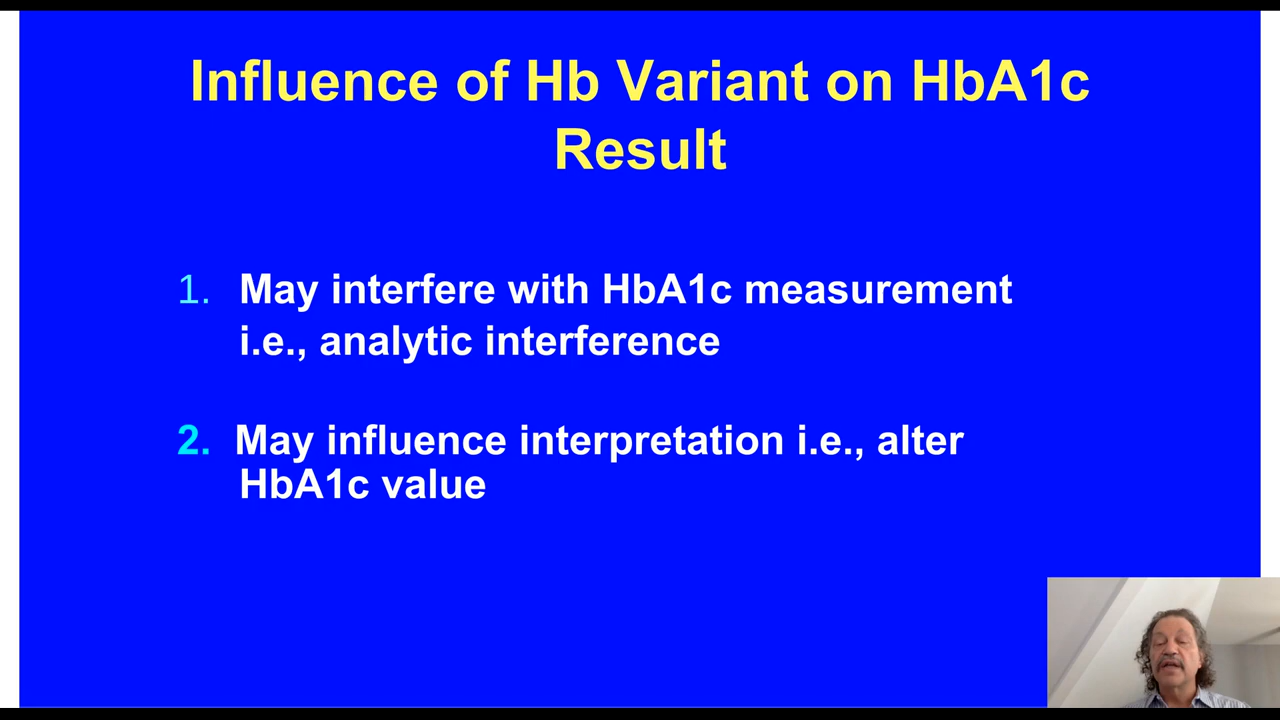 Influence of Hb Variant on HbA1c
Result
1. May interfere with HbA1c measurement
i.e., analytic interference
2. May influence interpretation i.e., alter
HbA1c value